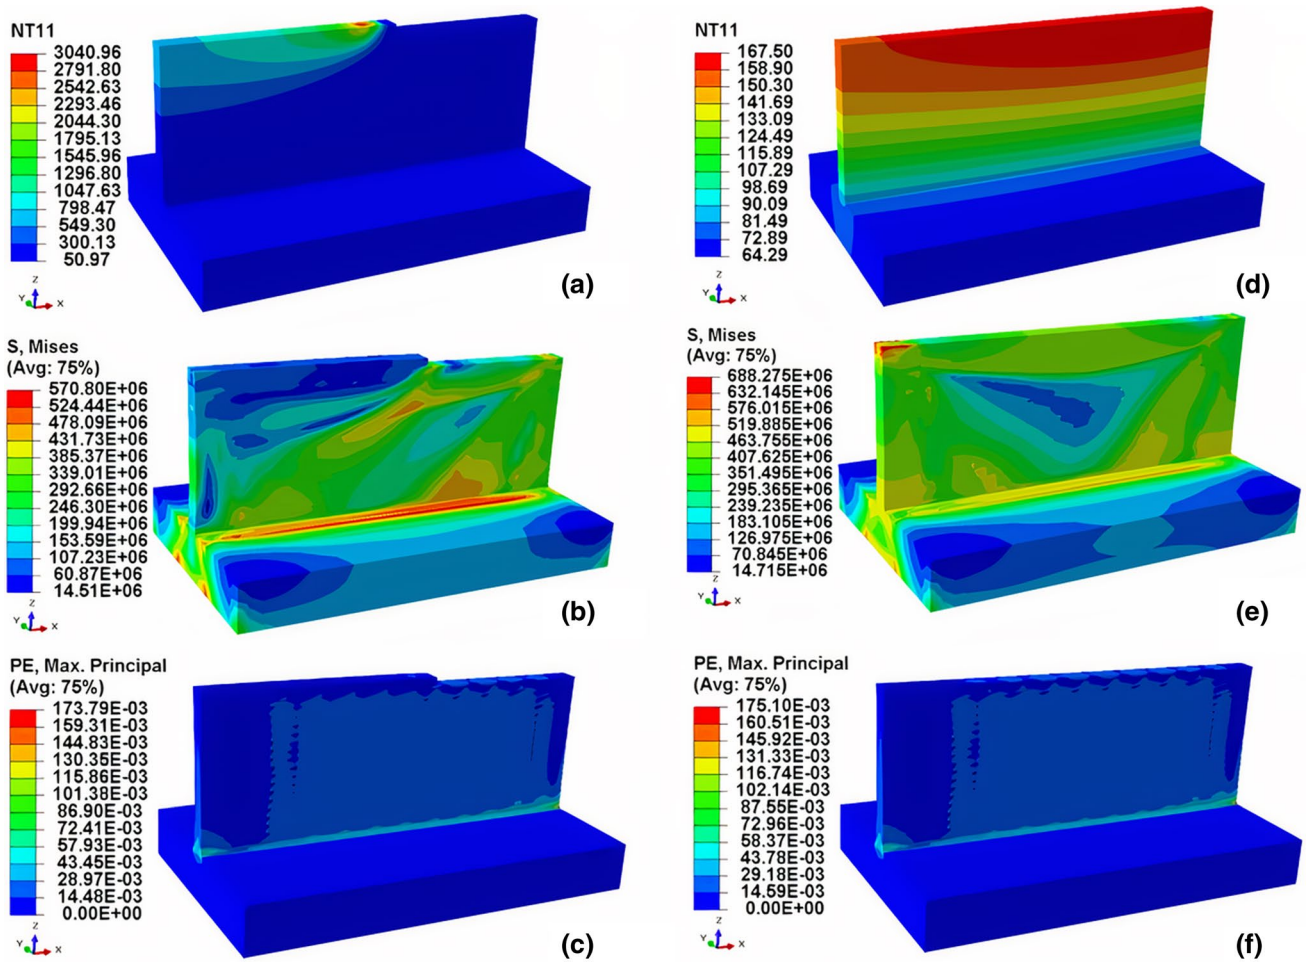 NT11
3040.96
2791.80
2542.63
2293.46
2044.30
1795.13
1545.96
1296.80
1047.63
798.47
549.30
300.13
50.97
Z
Y
X
(a)
NT11
167.50
158.90
150.30
141.69
133.09
124.49
115.89
107.29
98.69
90.09
81.49
72.89
64.29
Z
Y
X
(d)
S, Mises
(Avg: 75%)
570.80E+06
524.44E+06
478.09E+06
431.73E+06
385.37E+06
339.01E+06
292.66E+06
246.30E+06
199.94E+06
153.59E+06
107.23E+06
60.87E+06
14.51E+06
Z
Y
X
(b)
S, Mises
(Avg: 75%)
688.275E+06
632.145E+06
576.015E+06
519.885E+06
463.755E+06
407.625E+06
351.495E+06
295.365E+06
239.235E+06
183.105E+06
126.975E+06
70.845E+06
14.715E+06
Z
Y
X
(e)
PE, Max. Principal
(Avg: 75%)
173.79E-03
159.31E-03
144.83E-03
130.35E-03
115.86E-03
101.38E-03
86.90E-03
72.41E-03
57.93E-03
43.45E-03
28.97E-03
14.48E-03
0.00E+00
Z
Y
X
(c)
PE, Max. Principal
(Avg: 75%)
175.10E-03
160.51E-03
145.92E-03
131.33E-03
116.74E-03
102.14E-03
87.55E-03
72.96E-03
58.37E-03
43.78E-03
29.18E-03
14.59E-03
0.00E+00
Z
Y
X
(f)